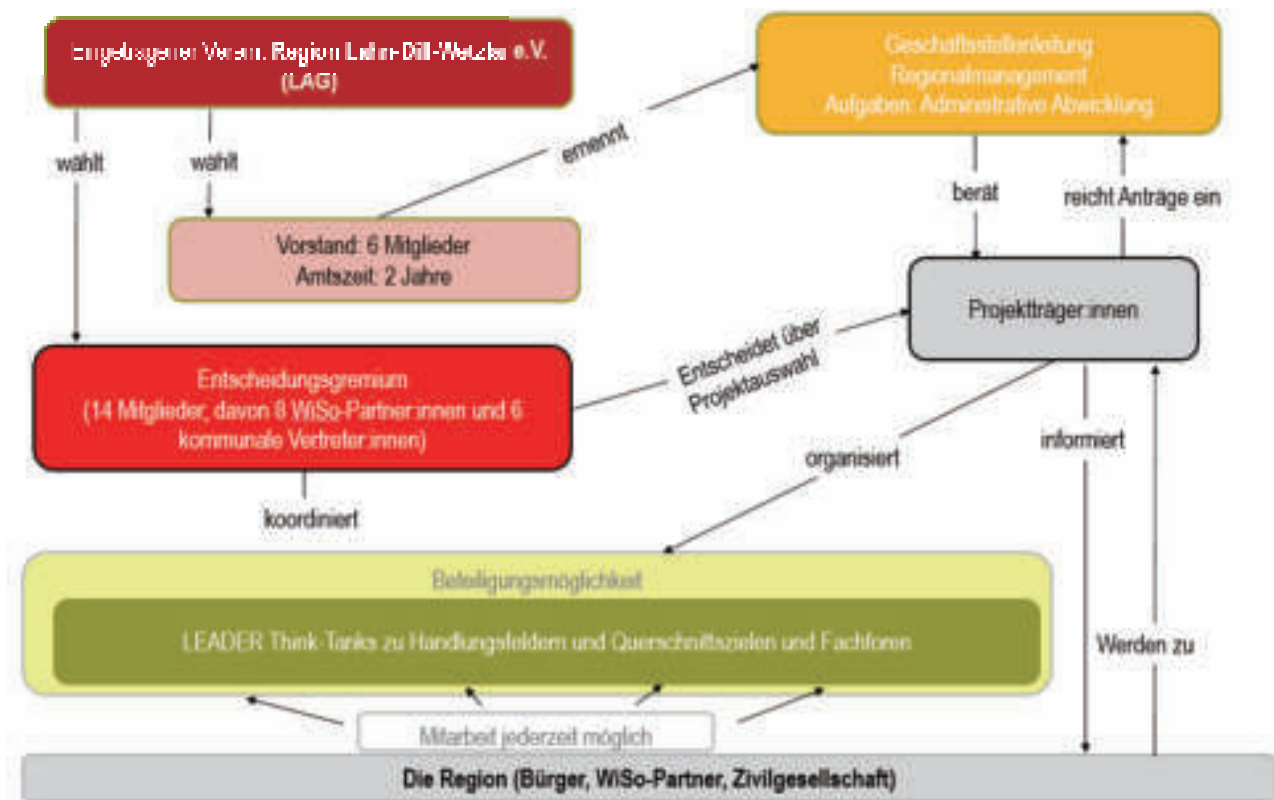 Eingetragener Verein: Region Lahn-Dill-Wetzlar e.V.
(LAG)
Geschäftsstellenleitung
Regionalmanagement
Aufgaben: Administrative Abwicklung
wählt
wählt
ernennt
berät
reicht Anträge ein
Vorstand: 6 Mitglieder
Amtszeit: 2 Jahre
Projektträger:innen
Entscheidungsgremium
(14 Mitglieder, davon 8 WiSo-Partner:innen und 6
kommunale Vertreter:innen)
Entscheidet über
Projektauswahl
organisiert
informiert
koordiniert
Beteiligungsmöglichkeit
LEADER Think-Tanks zu Handlungsfeldern und Querschnittszielen und Fachforen
Werden zu
Mitarbeit jederzeit möglich
Die Region (Bürger, WiSo-Partner, Zivilgesellschaft)